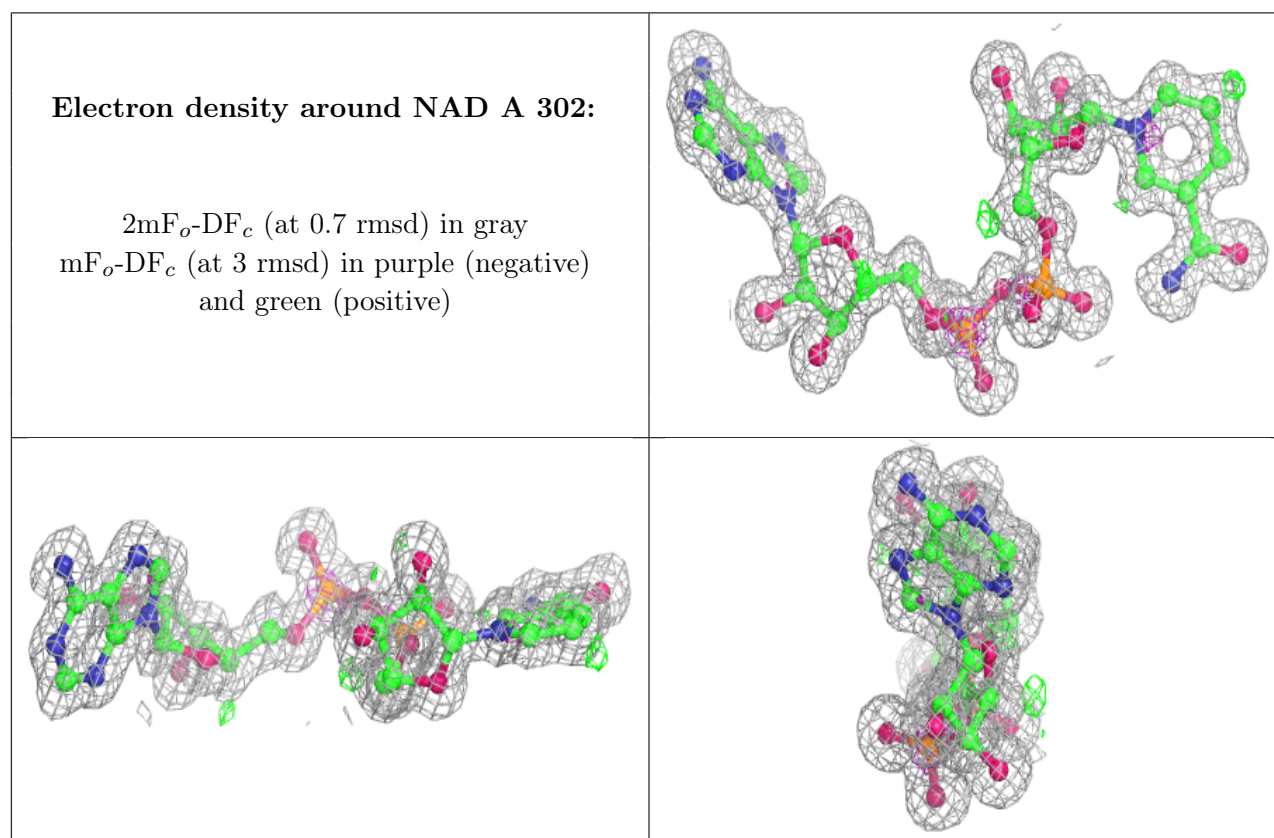 Electron density around NAD A 302:
2mFo-DFc (at 0.7 rmsd) in gray
mFo-DFc (at 3 rmsd) in purple (negative)
and green (positive)